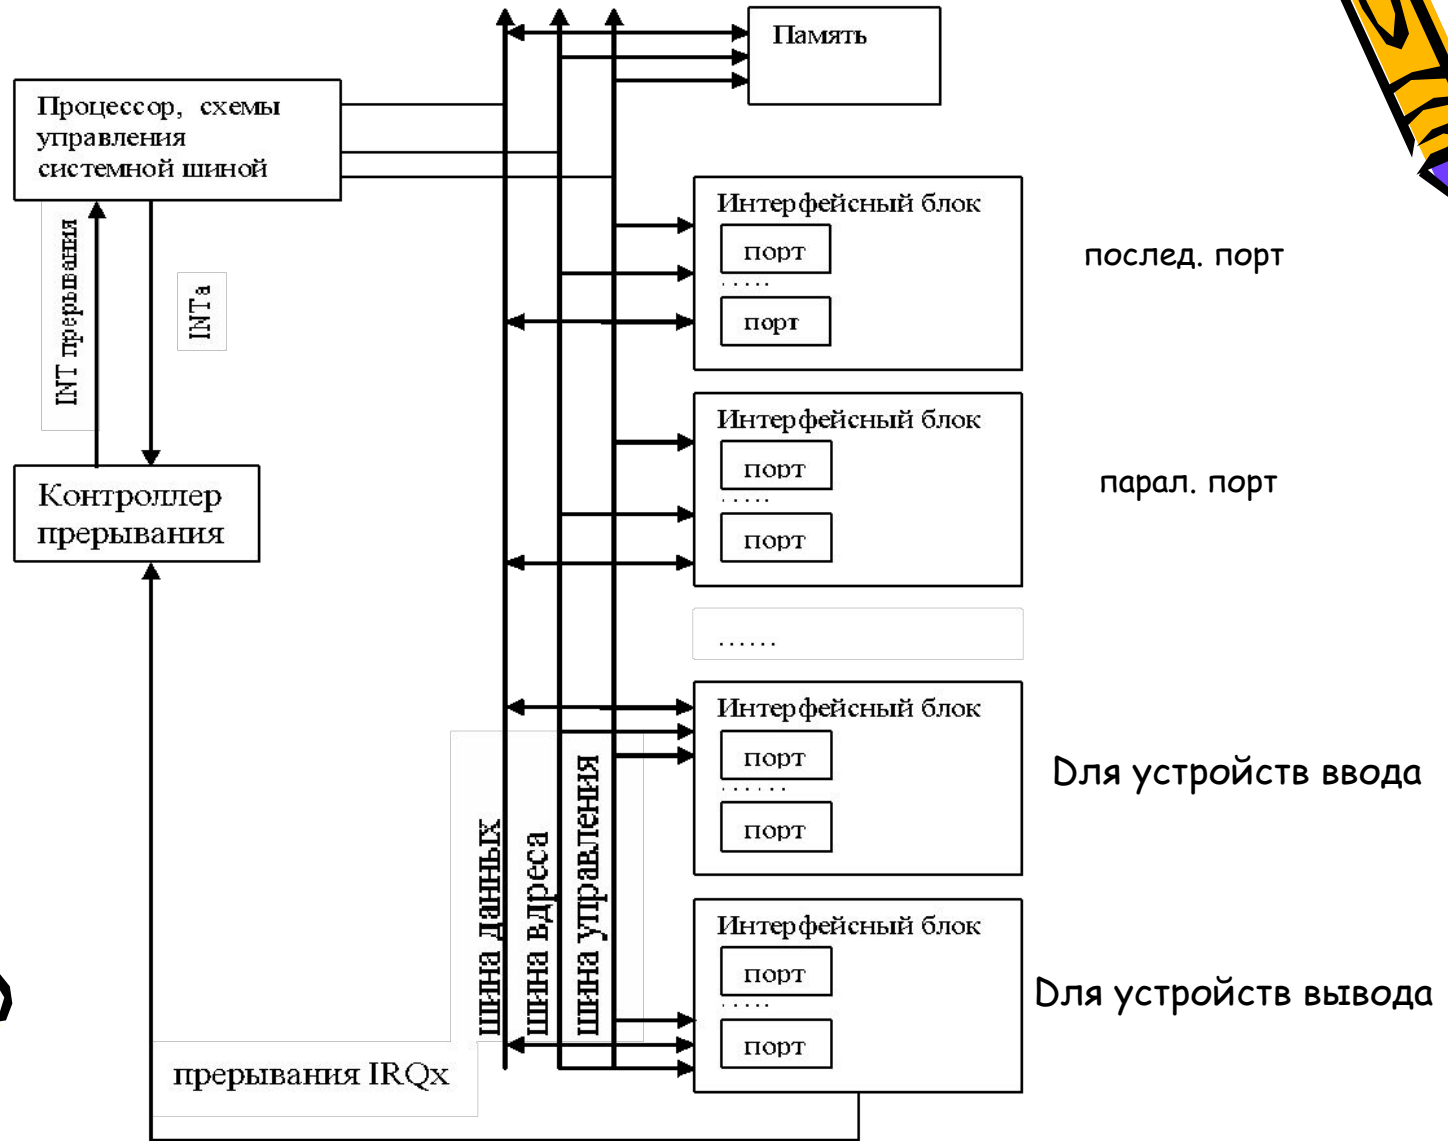 Память
Процессор, схемы
управления
системной шиной
INT прерывания
INTa
Интерфейсный блок
порт
.....
порт
послед. порт
Контроллер
прерывания
Интерфейсный блок
порт
.....
порт
парал. порт
......
Интерфейсный блок
порт
......
порт
Dля устройств ввода
шина данных
шина вдреса
шина управления
Интерфейсный блок
порт
.....
порт
Dля устройств вывода
прерывания IRQx